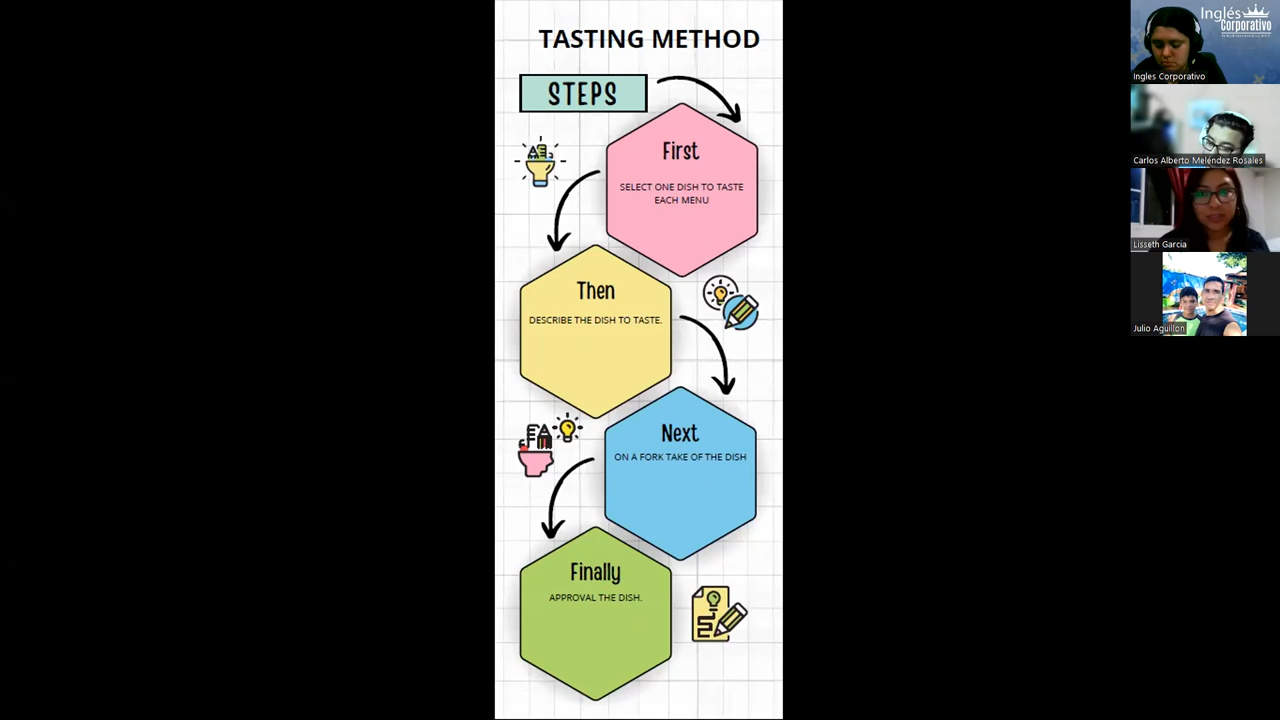 TASTING METHOD
STEPS
First
SELECT ONE DISH TO TASTE
EACH MENU
Then
DESCRIBE THE DISH TO TASTE.
Next
ON A FORK TAKE OF THE DISH
Finally
APPROVAL THE DISH.
Inglés
Corporativo
Ingles Corporativo
Carlos Alberto Meléndez Rosales
Lisseth Garcia
Julio Aguillon